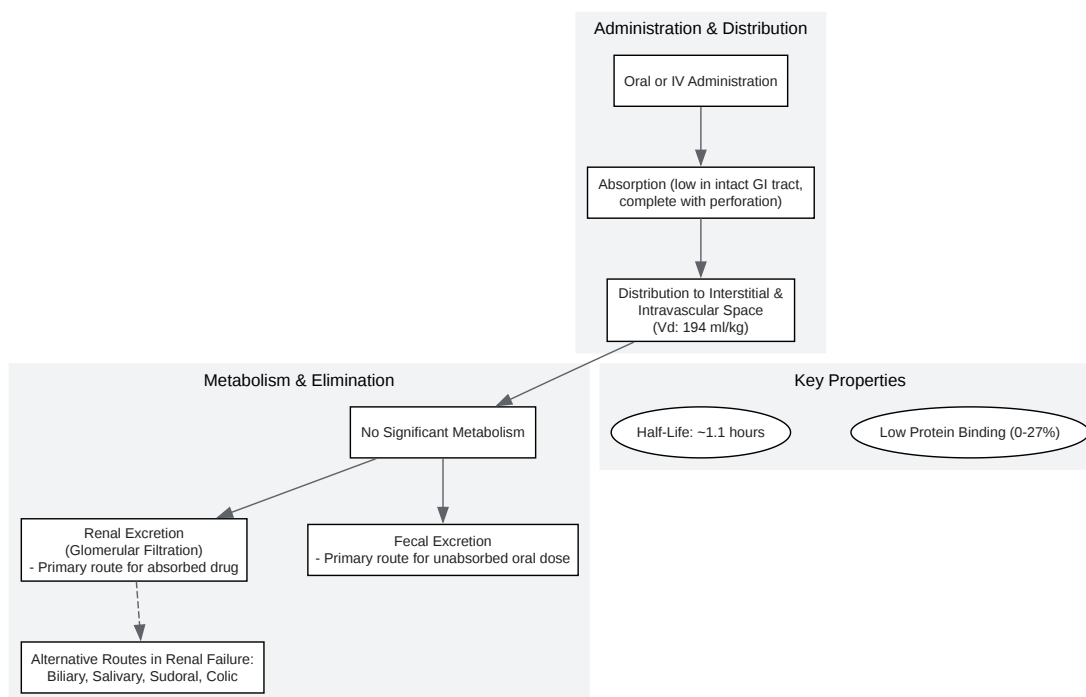 Administration & Distribution
Oral or IV Administration
Absorption (low in intact GI tract,
complete with perforation)
Distribution to Interstitial &
Intravascular Space
(Vd: 194 ml/kg)
Metabolism & Elimination
No Significant Metabolism
Renal Excretion
(Glomerular Filtration)
- Primary route for absorbed drug
Fecal Excretion
- Primary route for unabsorbed oral dose
Alternative Routes in Renal Failure:
Biliary, Salivary, Sudoral, Colic
Key Properties
Half-Life: ~1.1 hours
Low Protein Binding (0-27%)